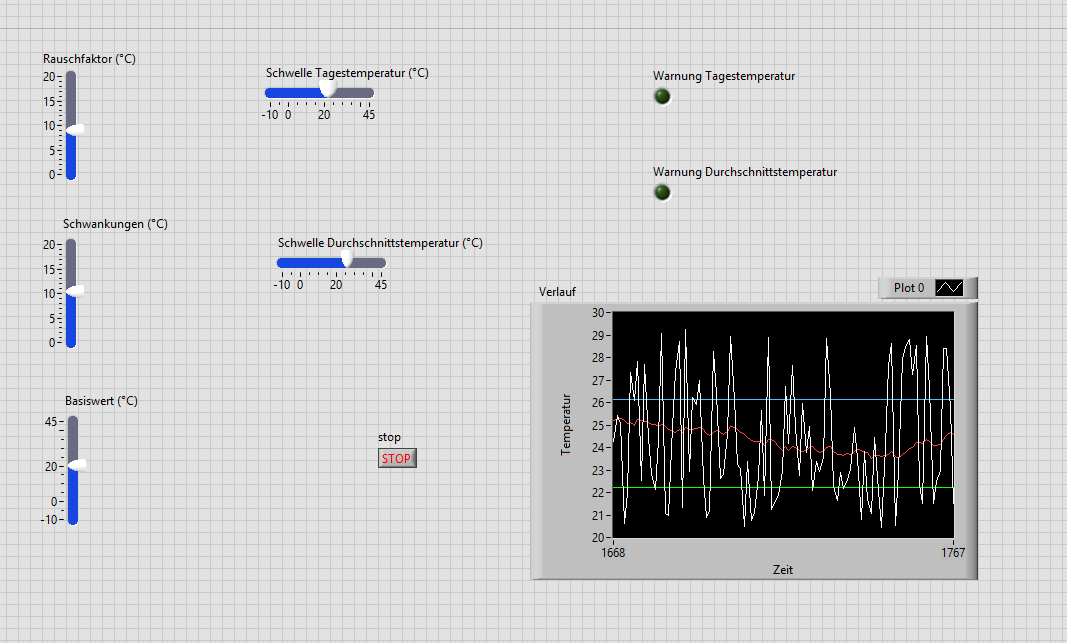 Rauschfaktor (°C)
20
15
10
5
0
Schwelle Tagestemperatur (°C)
-10 0 20 45
Warnung Tagestemperatur
Warnung Durchschnittstemperatur
Schwankungen (°C)
20
15
10
5
0
Schwelle Durchschnittstemperatur (°C)
-10 0 20 45
Basiswert (°C)
45
20
0
-10
stop
STOP
Verlauf
Plot 0
Temperatur
30
29
28
27
26
25
24
23
22
21
20
1668 1767
Zeit